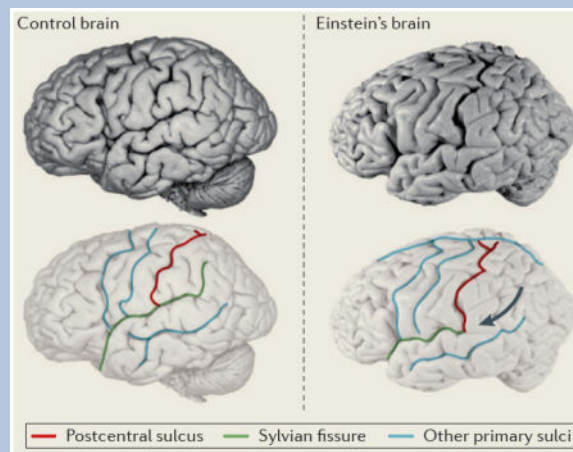 Control brain
Einstein's brain
Postcentral sulcus
Sylvian fissure
Other primary sulci